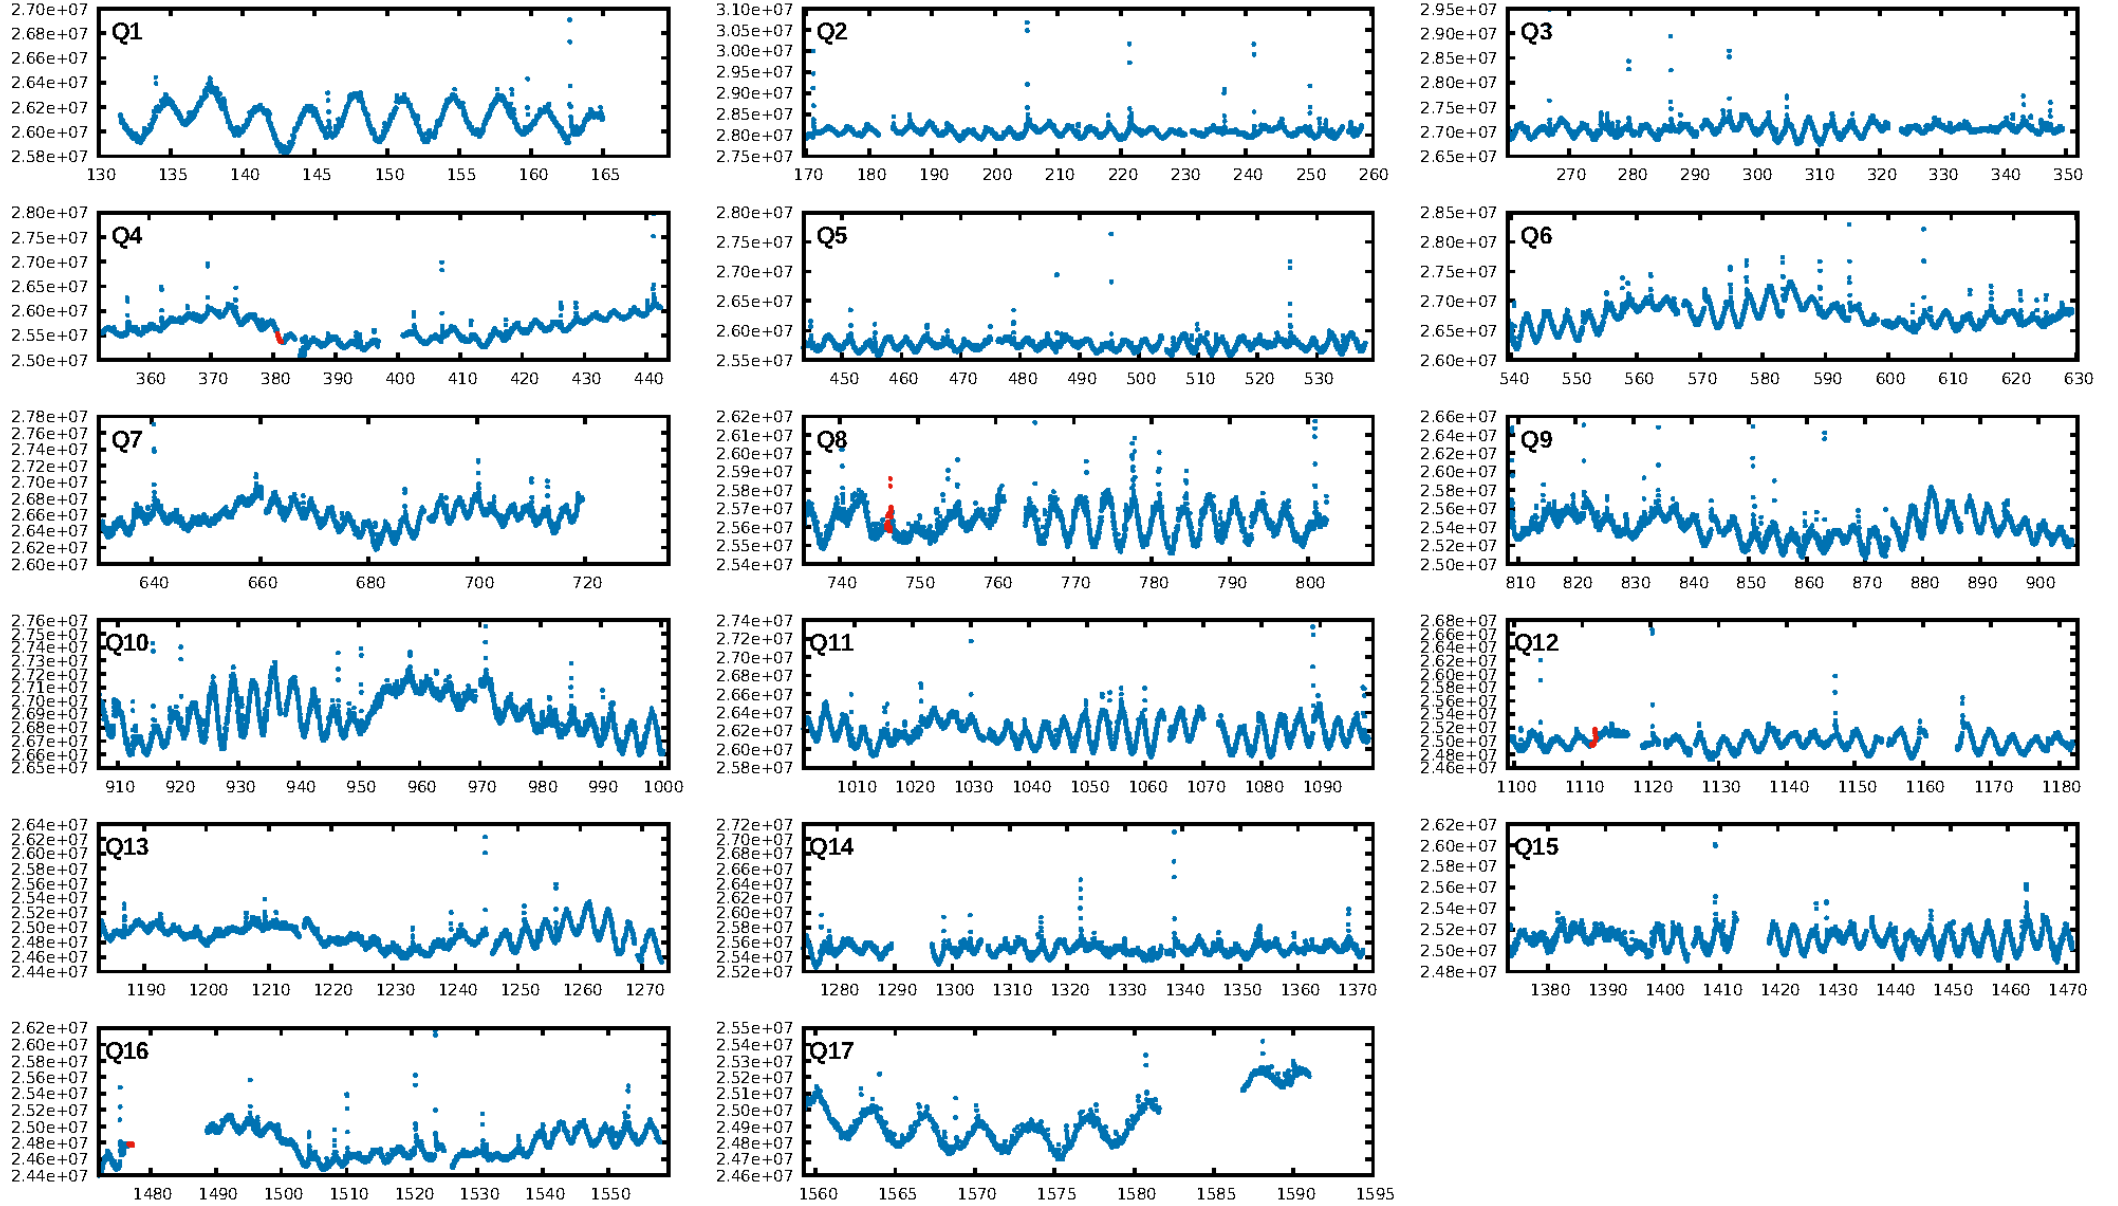 2.70e+07
2.68e+07
2.66e+07
2.64e+07
2.62e+07
2.60e+07
2.58e+07
Q1
130 135 140 145 150 155 160 165
3.10e+07
3.05e+07
3.00e+07
2.95e+07
2.90e+07
2.85e+07
2.80e+07
2.75e+07
Q2
170 180 190 200 210 220 230 240 250 260
2.95e+07
2.90e+07
2.85e+07
2.80e+07
2.75e+07
2.70e+07
2.65e+07
Q3
270 280 290 300 310 320 330 340 350
2.80e+07
2.75e+07
2.70e+07
2.65e+07
2.60e+07
2.55e+07
2.50e+07
Q4
360 370 380 390 400 410 420 430 440
2.80e+07
2.75e+07
2.70e+07
2.65e+07
2.60e+07
2.55e+07
Q5
450 460 470 480 490 500 510 520 530
2.85e+07
2.80e+07
2.75e+07
2.70e+07
2.65e+07
2.60e+07
Q6
540 550 560 570 580 590 600 610 620 630
2.78e+07
2.76e+07
2.74e+07
2.72e+07
2.70e+07
2.68e+07
2.66e+07
2.64e+07
2.62e+07
2.60e+07
Q7
640 660 680 700 720
2.62e+07
2.61e+07
2.60e+07
2.59e+07
2.58e+07
2.57e+07
2.56e+07
2.55e+07
2.54e+07
Q8
740 750 760 770 780 790 800
2.66e+07
2.64e+07
2.62e+07
2.60e+07
2.58e+07
2.56e+07
2.54e+07
2.52e+07
2.50e+07
Q9
810 820 830 840 850 860 870 880 890 900
2.76e+07
2.75e+07
2.74e+07
2.73e+07
2.72e+07
2.71e+07
2.70e+07
2.69e+07
2.68e+07
2.67e+07
2.66e+07
2.65e+07
Q10
910 920 930 940 950 960 970 980 990 1000
2.74e+07
2.72e+07
2.70e+07
2.68e+07
2.66e+07
2.64e+07
2.62e+07
2.60e+07
2.58e+07
Q11
1010 1020 1030 1040 1050 1060 1070 1080 1090
2.68e+07
2.66e+07
2.64e+07
2.62e+07
2.60e+07
2.58e+07
2.56e+07
2.54e+07
2.52e+07
2.50e+07
2.48e+07
2.46e+07
Q12
1100 1110 1120 1130 1140 1150 1160 1170 1180
2.64e+07
2.62e+07
2.60e+07
2.58e+07
2.56e+07
2.54e+07
2.52e+07
2.50e+07
2.48e+07
2.46e+07
2.44e+07
Q13
1190 1200 1210 1220 1230 1240 1250 1260 1270
2.72e+07
2.70e+07
2.68e+07
2.66e+07
2.64e+07
2.62e+07
2.60e+07
2.58e+07
2.56e+07
2.54e+07
2.52e+07
Q14
1280 1290 1300 1310 1320 1330 1340 1350 1360 1370
2.62e+07
2.60e+07
2.58e+07
2.56e+07
2.54e+07
2.52e+07
2.50e+07
2.48e+07
Q15
1380 1390 1400 1410 1420 1430 1440 1450 1460 1470
2.62e+07
2.60e+07
2.58e+07
2.56e+07
2.54e+07
2.52e+07
2.50e+07
2.48e+07
2.46e+07
2.44e+07
Q16
1480 1490 1500 1510 1520 1530 1540 1550
2.55e+07
2.54e+07
2.53e+07
2.52e+07
2.51e+07
2.50e+07
2.49e+07
2.48e+07
2.47e+07
2.46e+07
Q17
1560 1565 1570 1575 1580 1585 1590 1595